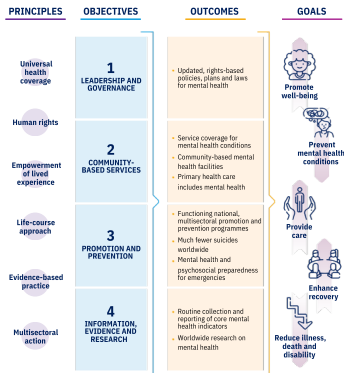 PRINCIPLES
OBJECTIVES
OUTCOMES
GOALS
Universal
health
coverage
Human rights
Empowerment
of lived
experience
Life-course
approach
Evidence-based
practice
Multisectoral
action
1
LEADERSHIP AND
GOVERNANCE
2
COMMUNITY-
BASED SERVICES
3
PROMOTION AND
PREVENTION
4
INFORMATION,
EVIDENCE AND
RESEARCH
Updated, rights-based
policies, plans and laws
for mental health
Service coverage for
mental health conditions
Community-based mental
health facilities
Primary health care
includes mental health
Functioning national,
multisectoral promotion and
prevention programmes
Much fewer suicides
worldwide
Mental health and
psychosocial preparedness
for emergencies
Routine collection and
reporting of core mental
health indicators
Worldwide research on
mental health
Promote
well-being
Prevent
mental health
conditions
Provide
care
Enhance
recovery
Reduce illness,
death and
disability